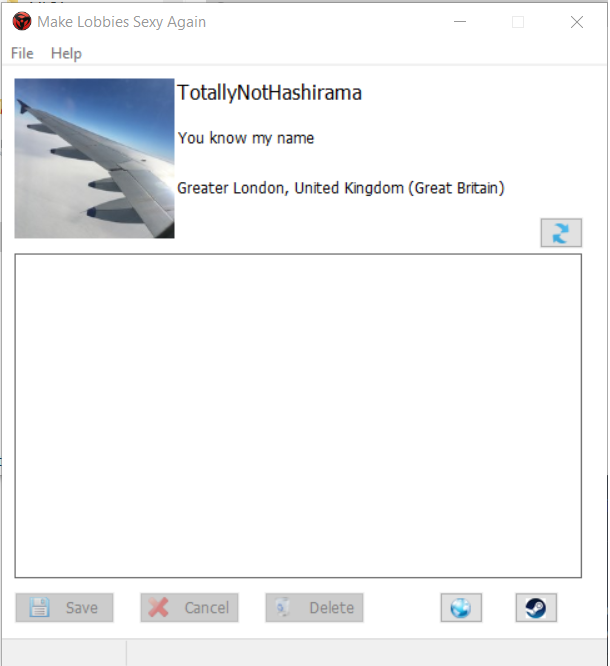 Make Lobbies Sexy Again
File Help
TotallyNotHashirama
You know my name
Greater London, United Kingdom (Great Britain)
Save Cancel Delete